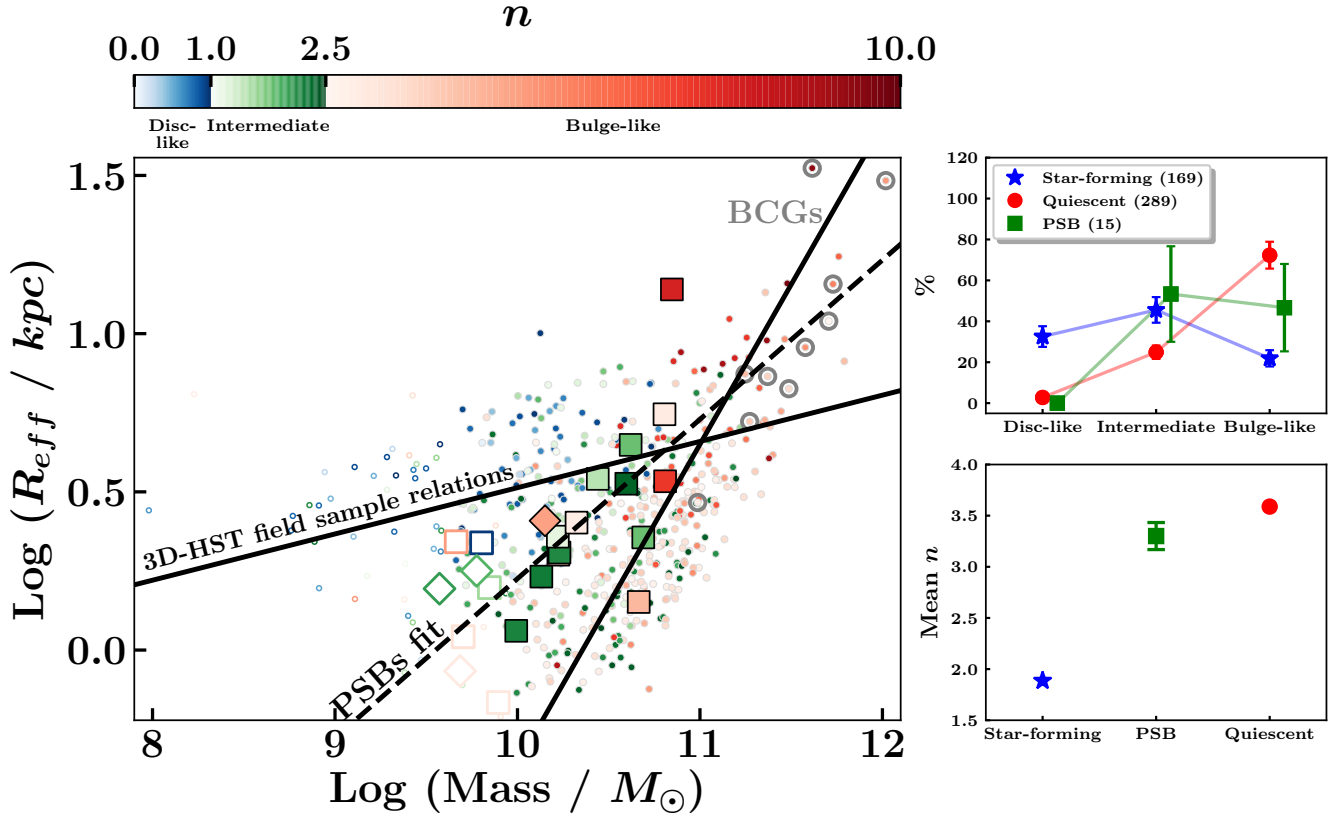 n
0.0 1.0 2.5 10.0
Disc-
like
Intermediate
Bulge-like
Log (R_eff / kpc)
1.5
1.0
0.5
0.0
BCGs
3D-HST field sample relations
PSBs fit
8 9 10 11 12
Log (Mass / M⊙)
%
120
100
80
60
40
20
0
Star-forming (169)
Quiescent (289)
PSB (15)
Disc-like Intermediate Bulge-like
Mean n
4.0
3.5
3.0
2.5
2.0
1.5
Star-forming PSB Quiescent